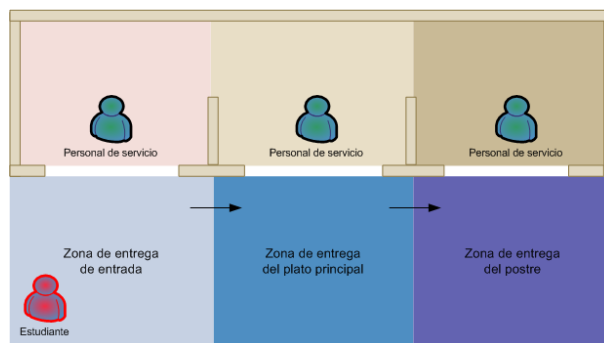 Personal de servicio
Personal de servicio
Personal de servicio
Zona de entrega
de entrada
Zona de entrega
del plato principal
Zona de entrega
del postre
Estudiante